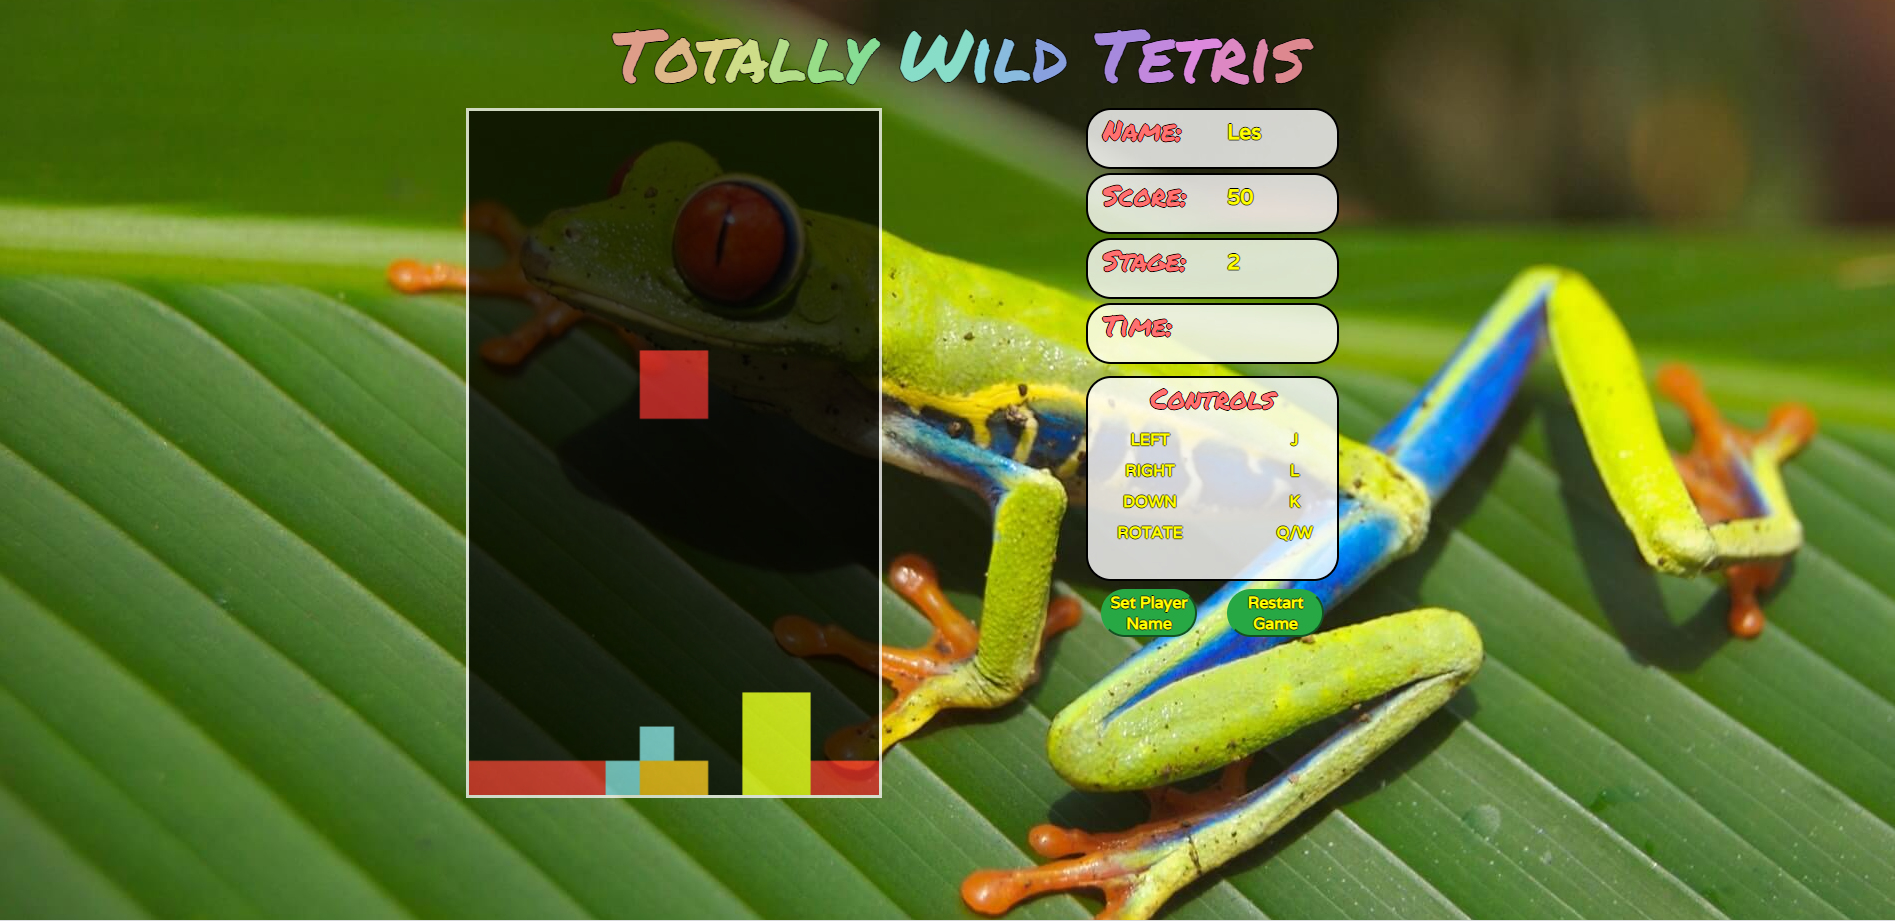 Totally Wild Tetris
Name: Les
Score: 50
Stage: 2
Time:
Controls
LEFT J
RIGHT L
DOWN K
ROTATE Q/W
Set Player
Name
Restart
Game